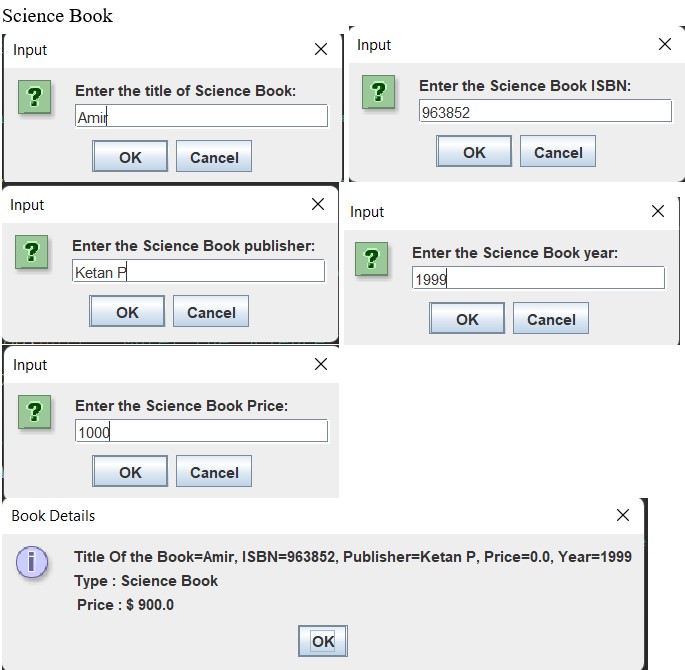 Science Book
Input
Enter the title of Science Book:
Amir
OK Cancel
Input
Enter the Science Book ISBN:
963852
OK Cancel
Input
Enter the Science Book publisher:
Ketan P
OK Cancel
Input
Enter the Science Book year:
1999
OK Cancel
Input
Enter the Science Book Price:
1000
OK Cancel
Book Details
Title Of the Book=Amir, ISBN=963852, Publisher=Ketan P, Price=0.0, Year=1999
Type : Science Book
Price : $ 900.0
OK